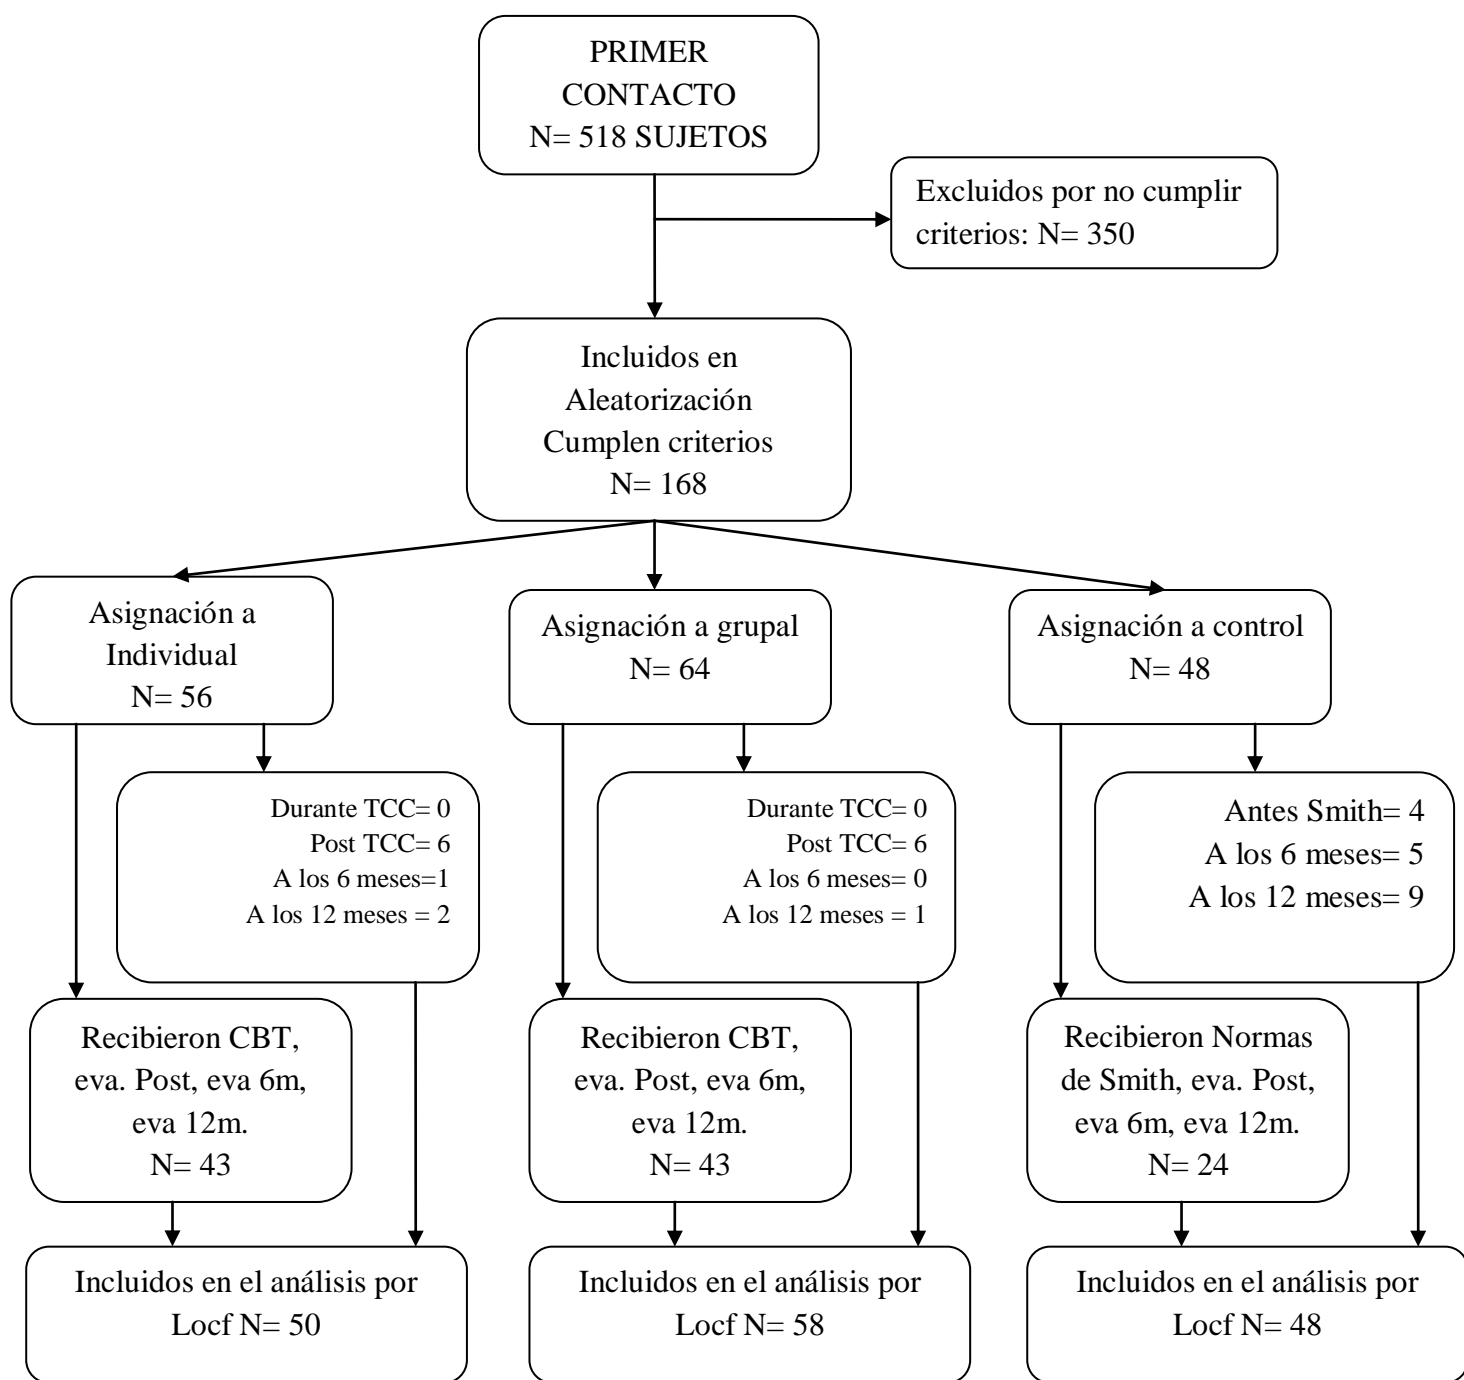 PRIMER
CONTACTO
N= 518 SUJETOS
Excluidos por no cumplir
criterios: N= 350
Incluidos en
Aleatorización
Cumplen criterios
N= 168
Asignación a
Individual
N= 56
Asignación a grupal
N= 64
Asignación a control
N= 48
Durante TCC= 0
Post TCC= 6
A los 6 meses=1
A los 12 meses = 2
Durante TCC= 0
Post TCC= 6
A los 6 meses= 0
A los 12 meses = 1
Antes Smith= 4
A los 6 meses= 5
A los 12 meses= 9
Recibieron CBT,
eva. Post, eva 6m,
eva 12m.
N= 43
Recibieron CBT,
eva. Post, eva 6m,
eva 12m.
N= 43
Recibieron Normas
de Smith, eva. Post,
eva 6m, eva 12m.
N= 24
Incluidos en el análisis por
Locf N= 50
Incluidos en el análisis por
Locf N= 58
Incluidos en el análisis por
Locf N= 48